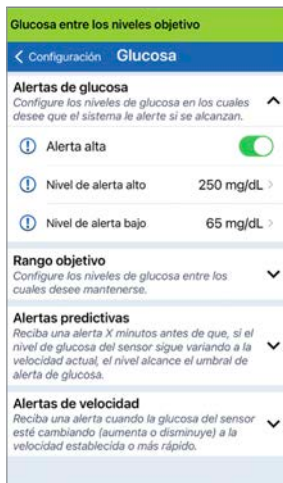 Glucosa entre los niveles objetivo
Configuración Glucosa
Alertas de glucosa
Configure los niveles de glucosa en los cuales
desee que el sistema le alerte si se alcanzan.
Alerta alta
Nivel de alerta alto 250 mg/dL
Nivel de alerta bajo 65 mg/dL
Rango objetivo
Configure los niveles de glucosa entre los
cuales desee mantenerse.
Alertas predictivas
Reciba una alerta X minutos antes de que, si el
nivel de glucosa del sensor sigue variando a la
velocidad actual, el nivel alcance el umbral de
alerta de glucosa.
Alertas de velocidad
Reciba una alerta cuando la glucosa del sensor
esté cambiando (aumenta o disminuye) a la
velocidad establecida o más rápido.